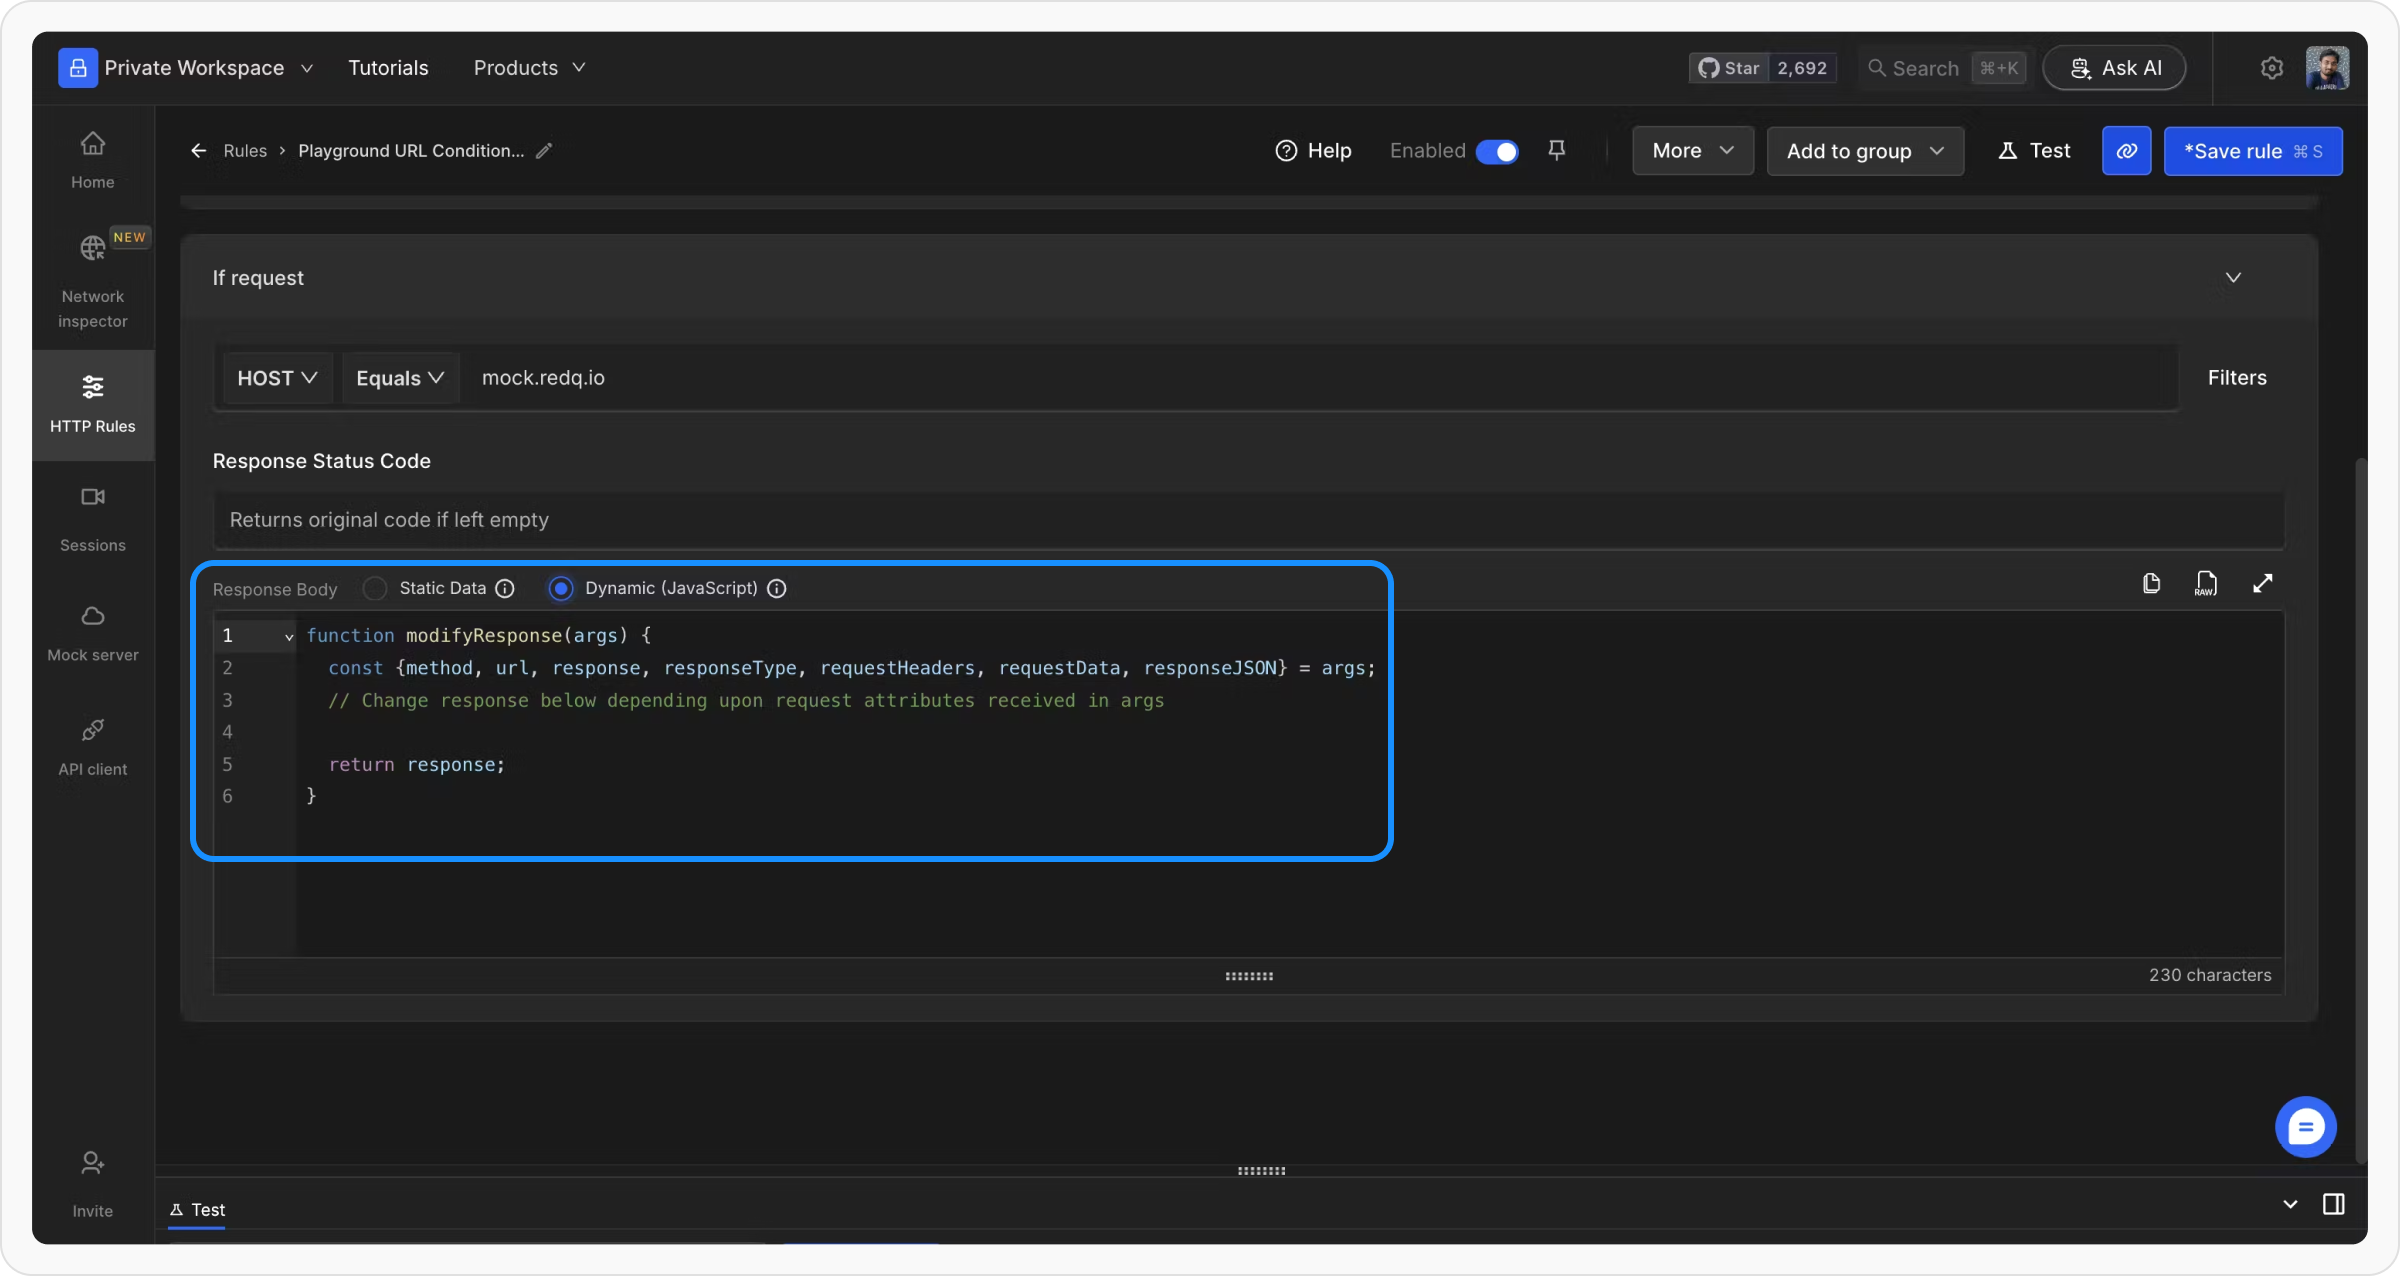 Private Workspace Tutorials Products Star 2,692 Search ⌘+K Ask AI
Rules › Playground URL Condition... Help Enabled More Add to group Test *Save rule ⌘ S
Home
NEW
Network
inspector
HTTP Rules
Sessions
Mock server
API client
Invite
If request
HOST Equals mock.redq.io Filters
Response Status Code
Returns original code if left empty
Response Body Static Data Dynamic (JavaScript) RAW
1 function modifyResponse(args) {
2 const {method, url, response, responseType, requestHeaders, requestData, responseJSON} = args;
3 // Change response below depending upon request attributes received in args
4
5 return response;
6 }
230 characters
Test